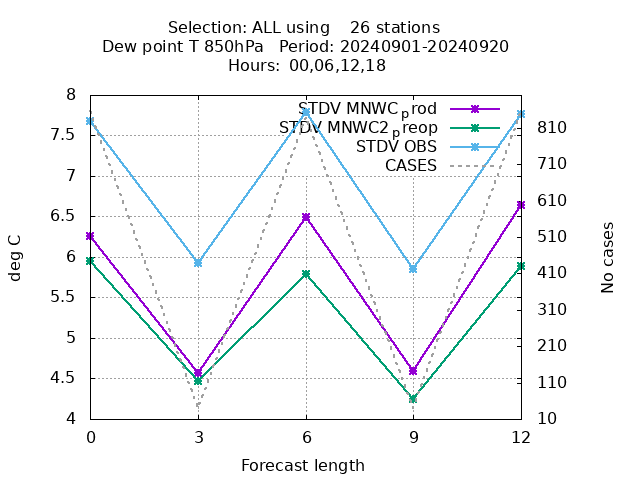 Selection: ALL using    26 stations
Dew point T 850hPa   Period: 20240901-20240920
Hours:  00,06,12,18
STDV MNWC_prod
STDV MNWC2_preop
STDV OBS
CASES
8
7.5
7
6.5
6
5.5
5
4.5
4
deg C
810
710
610
510
410
310
210
110
10
No cases
0 3 6 9 12
Forecast length